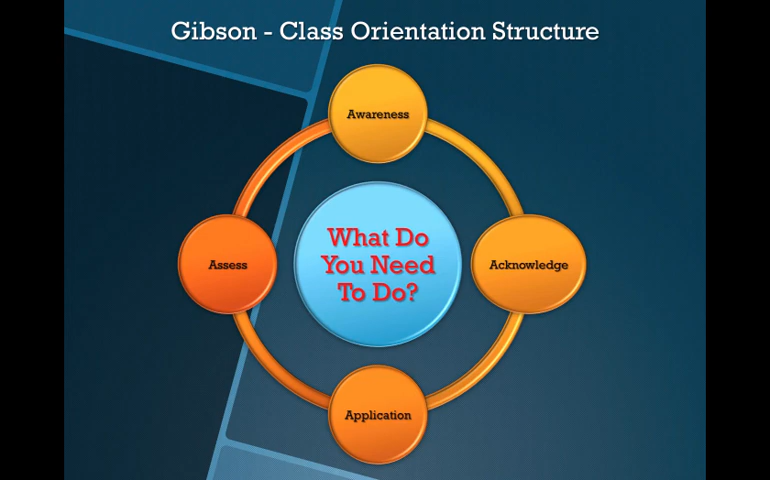 Gibson - Class Orientation Structure
Awareness
What Do
You Need
To Do?
Assess
Acknowledge
Application